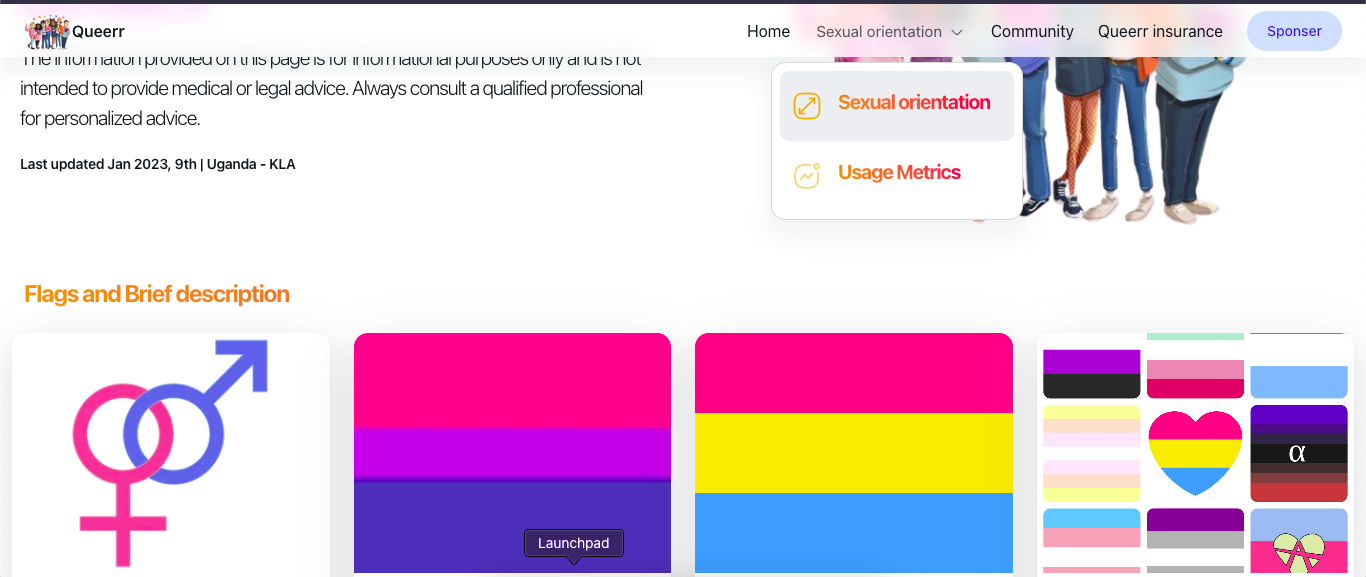 Queerr
Home Sexual orientation Community Queerr insurance Sponser
The information provided on this page is for informational purposes only and is not
intended to provide medical or legal advice. Always consult a qualified professional
for personalized advice.
Last updated Jan 2023, 9th | Uganda - KLA
Sexual orientation
Usage Metrics
Flags and Brief description
α
Launchpad